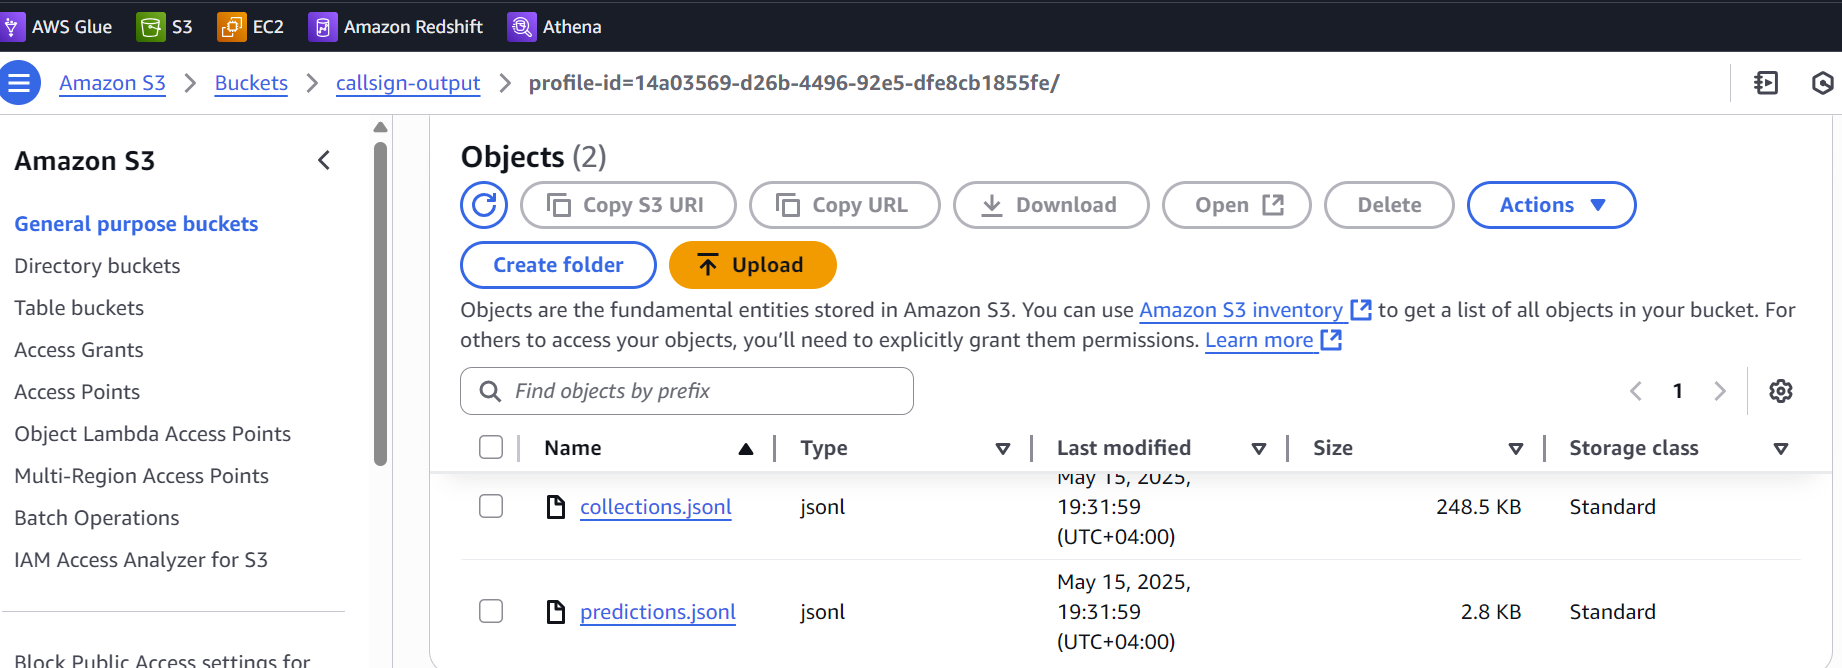 AWS Glue S3 EC2 Amazon Redshift Athena
Amazon S3 Buckets callsign-output profile-id=14a03569-d26b-4496-92e5-dfe8cb1855fe/
Amazon S3
General purpose buckets
Directory buckets
Table buckets
Access Grants
Access Points
Object Lambda Access Points
Multi-Region Access Points
Batch Operations
IAM Access Analyzer for S3
Block Public Access settings for
Objects (2)
Copy S3 URI Copy URL Download Open Delete Actions
Create folder Upload
Objects are the fundamental entities stored in Amazon S3. You can use Amazon S3 inventory to get a list of all objects in your bucket. For
others to access your objects, you’ll need to explicitly grant them permissions. Learn more
Find objects by prefix
1
Name Type Last modified Size Storage class
May 15, 2025,
collections.jsonl jsonl 19:31:59 248.5 KB Standard
(UTC+04:00)
May 15, 2025,
predictions.jsonl jsonl 19:31:59 2.8 KB Standard
(UTC+04:00)